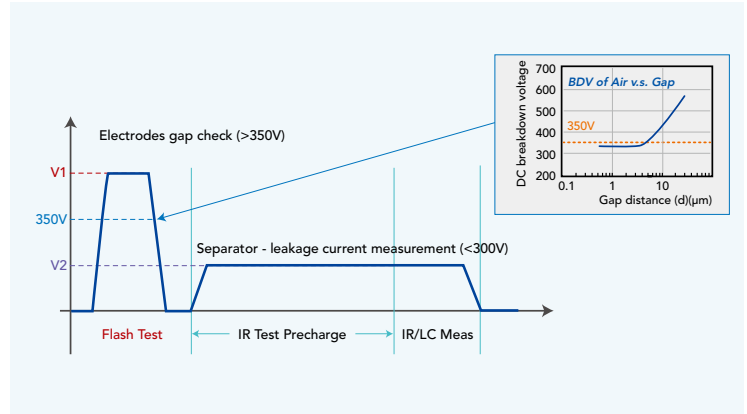 DC breakdown voltage
700
600
500
400
300
200
BDV of Air v.s. Gap
350V
0.1
1
10
Gap distance (d)(μm)
Electrodes gap check (>350V)
V1
350V
V2
Separator - leakage current measurement (<300V)
Flash Test
IR Test Precharge
IR/LC Meas